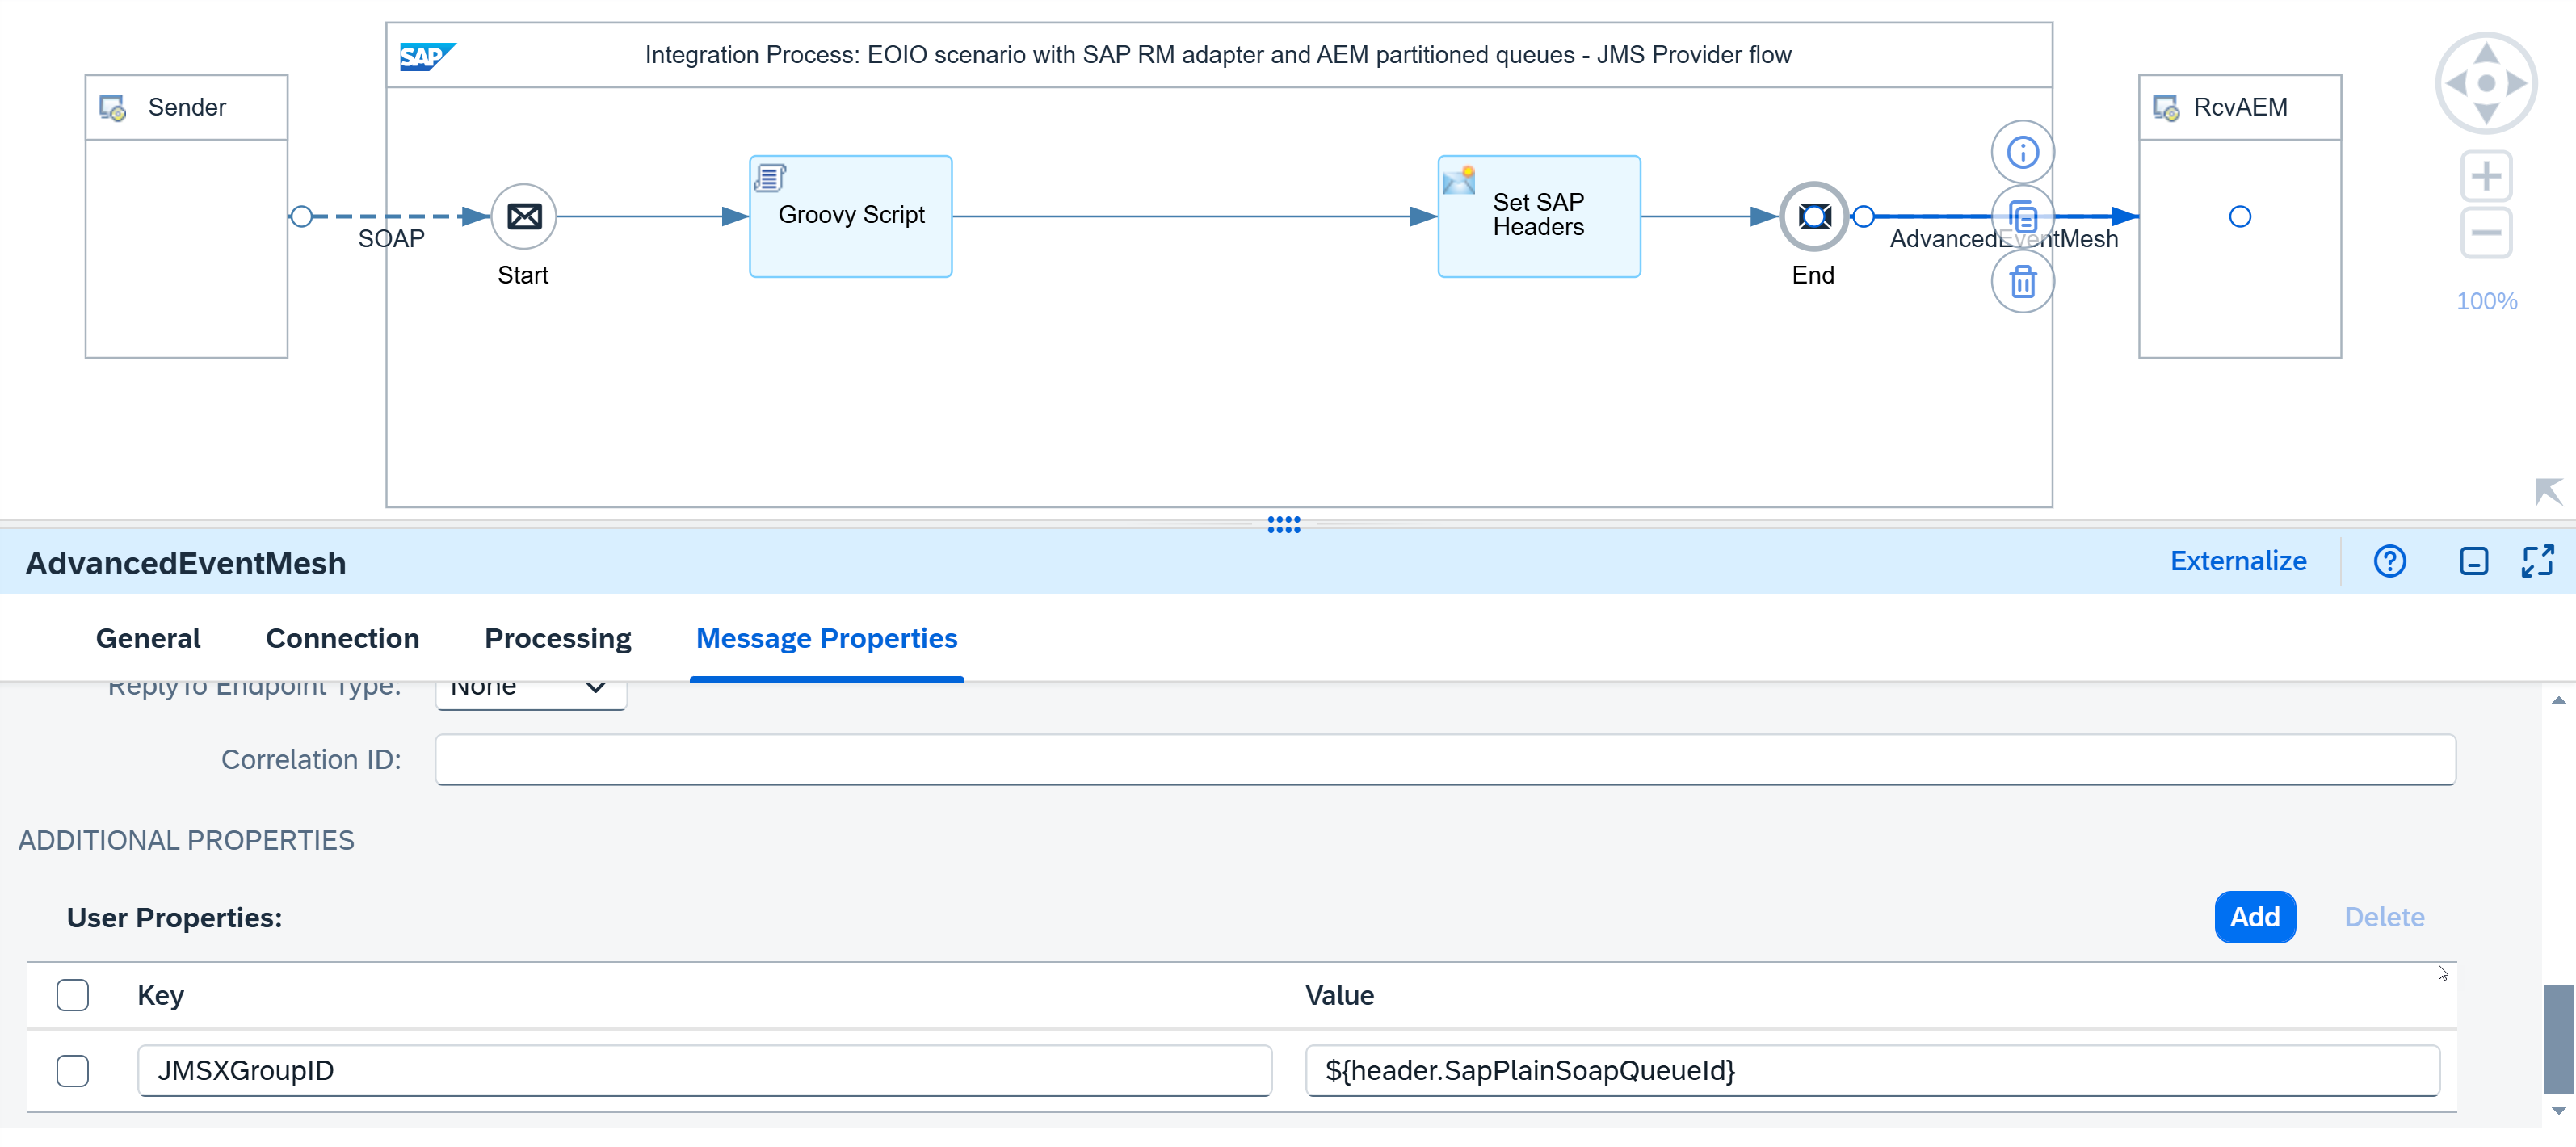 SAP
Integration Process: EOIO scenario with SAP RM adapter and AEM partitioned queues - JMS Provider flow
Sender
RcvAEM
Groovy Script
Set SAP
Headers
SOAP
AdvancedEventMesh
Start
End
100%
AdvancedEventMesh
Externalize
General
Connection
Processing
Message Properties
ReplyTo Endpoint Type:
None
Correlation ID:
ADDITIONAL PROPERTIES
User Properties:
Add
Delete
Key
Value
JMSXGroupID
${header.SapPlainSoapQueueId}